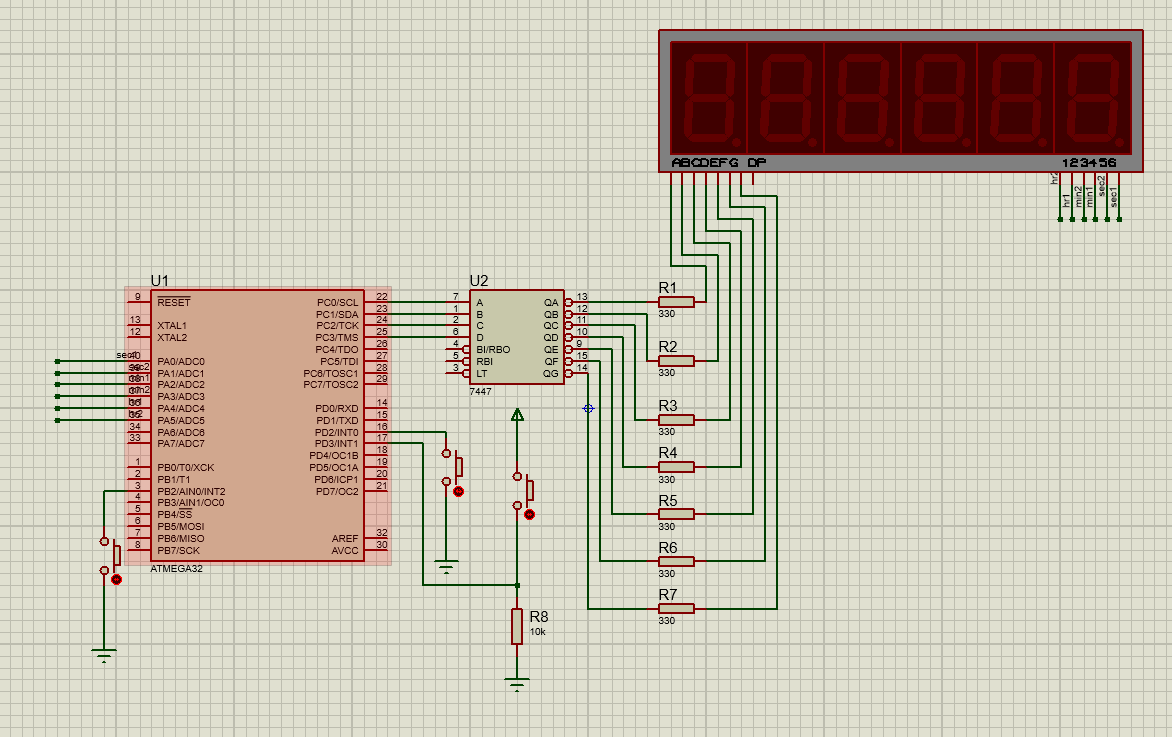 ABCDEFG DP
123456
hr2
hr1
min2
min1
sec2
sec1
U1
9 RESET
13 XTAL1
12 XTAL2
sec1
40 PA0/ADC0
sec2
PA1/ADC1
min1
PA2/ADC2
min2
PA3/ADC3
hr1
PA4/ADC4
hr2
35 PA5/ADC5
34 PA6/ADC6
33 PA7/ADC7
1 PB0/T0/XCK
2 PB1/T1
3 PB2/AIN0/INT2
4 PB3/AIN1/OC0
5 PB4/SS
6 PB5/MOSI
7 PB6/MISO
8 PB7/SCK
PC0/SCL 22
PC1/SDA 23
PC2/TCK 24
PC3/TMS 25
PC4/TDO 26
PC5/TDI 27
PC6/TOSC1 28
PC7/TOSC2 29
PD0/RXD 14
PD1/TXD 15
PD2/INT0 16
PD3/INT1 17
PD4/OC1B 18
PD5/OC1A 19
PD6/ICP1 20
PD7/OC2 21
AREF 32
AVCC 30
ATMEGA32
U2
7 A QA 13
1 B QB 12
2 C QC 11
6 D QD 10
4 BI/RBO QE 9
5 RBI QF 15
3 LT QG 14
7447
R1
330
R2
330
R3
330
R4
330
R5
330
R6
330
R7
330
R8
10k